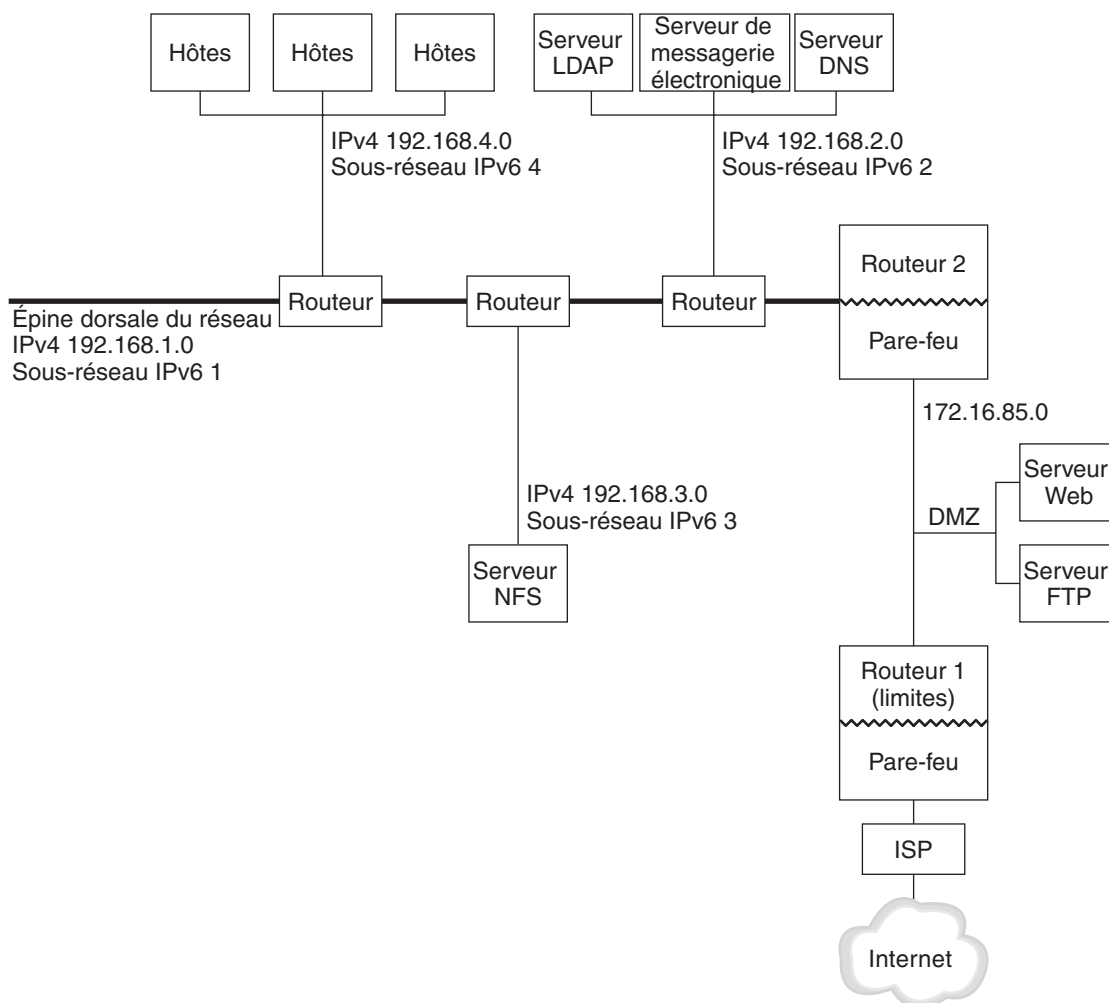 Hôtes
Hôtes
Hôtes
Serveur
LDAP
Serveur de
messagerie
électronique
Serveur
DNS
IPv4 192.168.4.0
Sous-réseau IPv6 4
IPv4 192.168.2.0
Sous-réseau IPv6 2
Routeur
Routeur
Routeur
Routeur 2
Pare-feu
Épine dorsale du réseau
IPv4 192.168.1.0
Sous-réseau IPv6 1
172.16.85.0
IPv4 192.168.3.0
Sous-réseau IPv6 3
Serveur
NFS
DMZ
Serveur
Web
Serveur
FTP
Routeur 1
(limites)
Pare-feu
ISP
Internet